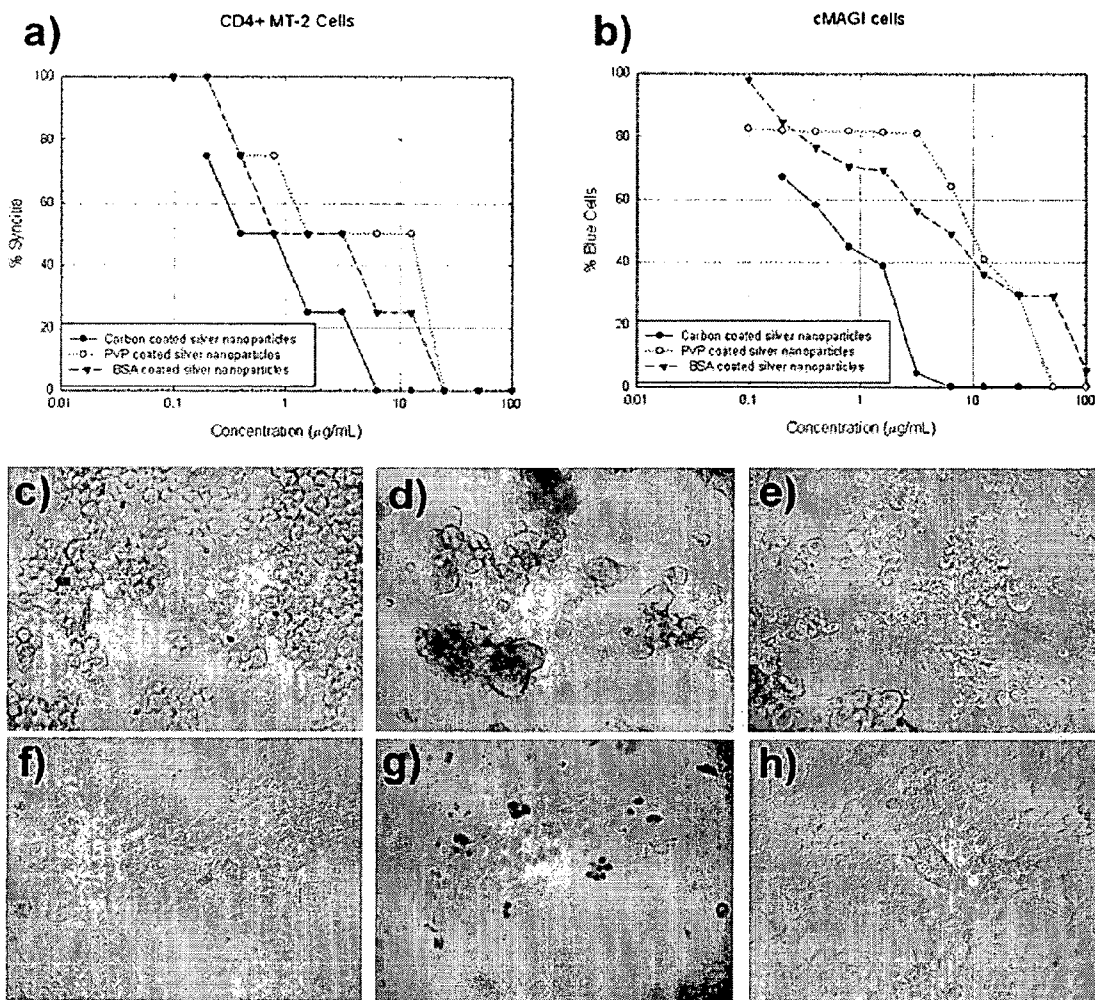 a)
CD4+ MT-2 Cells
100
80
60
40
20
0
% Syncitia
0.01
0.1
1
10
100
Concentration (µg/mL)
Carbon coated silver nanoparticles
PVP coated silver nanoparticles
BSA coated silver nanoparticles
b)
cMAGI cells
100
80
60
40
20
0
% Blue Cells
0.01
0.1
1
10
100
Concentration (µg/mL)
Carbon coated silver nanoparticles
PVP coated silver nanoparticles
BSA coated silver nanoparticles
c)
d)
e)
f)
g)
h)